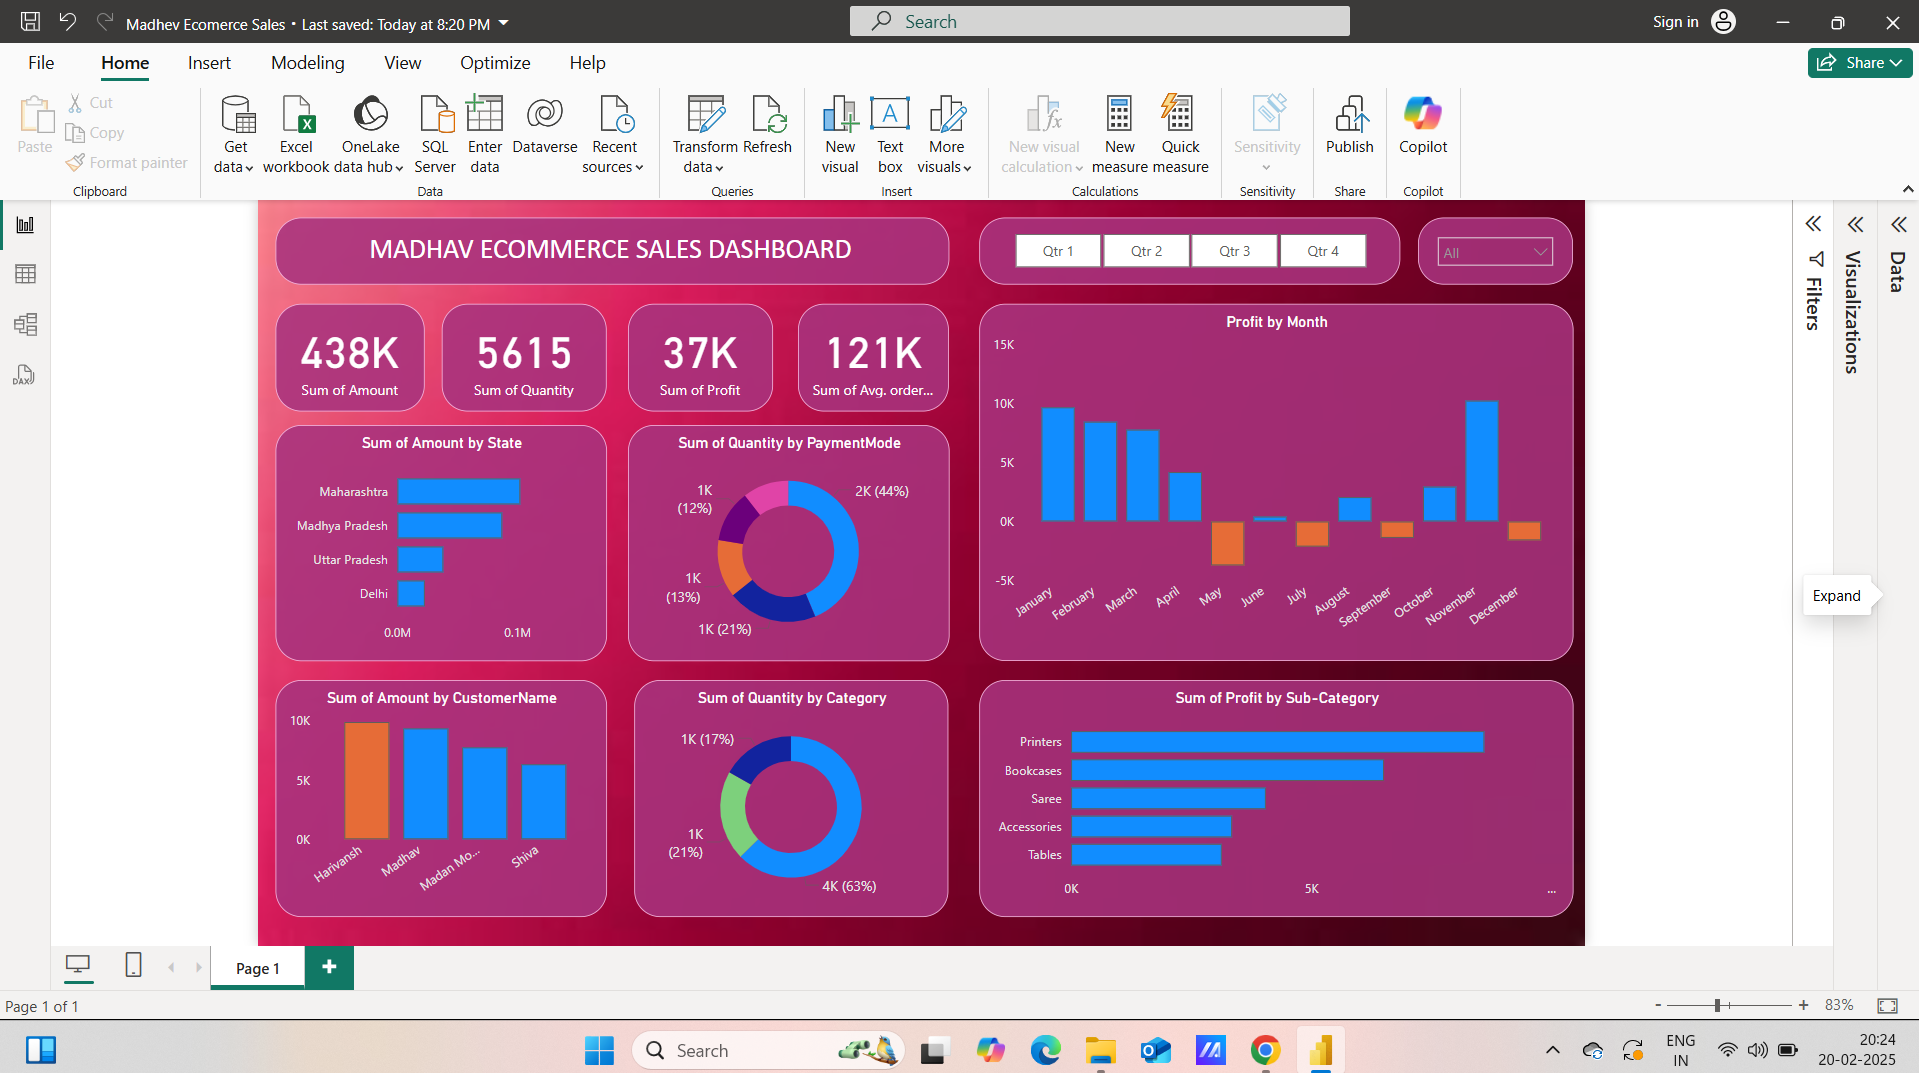 Madhev Ecomerce Sales • Last saved: Today at 8:20 PM
Search
Sign in
File
Home
Insert
Modeling
View
Optimize
Help
Share
Paste
Cut
Copy
Format painter
Clipboard
Get data
Excel workbook
OneLake data hub
SQL Server
Enter data
Dataverse
Recent sources
Data
Transform data
Refresh
Queries
New visual
Text box
More visuals
Insert
New visual calculation
New measure
Quick measure
Calculations
Sensitivity
Sensitivity
Publish
Share
Copilot
Copilot
MADHAV ECOMMERCE SALES DASHBOARD
Qtr 1
Qtr 2
Qtr 3
Qtr 4
All
438K
Sum of Amount
5615
Sum of Quantity
37K
Sum of Profit
121K
Sum of Avg. order...
Profit by Month
15K
10K
5K
0K
-5K
January
February
March
April
May
June
July
August
September
October
November
December
Sum of Amount by State
Maharashtra
Madhya Pradesh
Uttar Pradesh
Delhi
0.0M
0.1M
Sum of Quantity by PaymentMode
2K (44%)
1K (21%)
1K
(13%)
1K
(12%)
Sum of Amount by CustomerName
10K
5K
0K
Harivansh
Madhav
Madan Mo...
Shiva
Sum of Quantity by Category
1K (17%)
1K
(21%)
4K (63%)
Sum of Profit by Sub-Category
Printers
Bookcases
Saree
Accessories
Tables
0K
5K
...
Filters
Visualizations
Data
Expand
Page 1
Page 1 of 1
- + 83%
Search
ENG
IN
20:24
20-02-2025